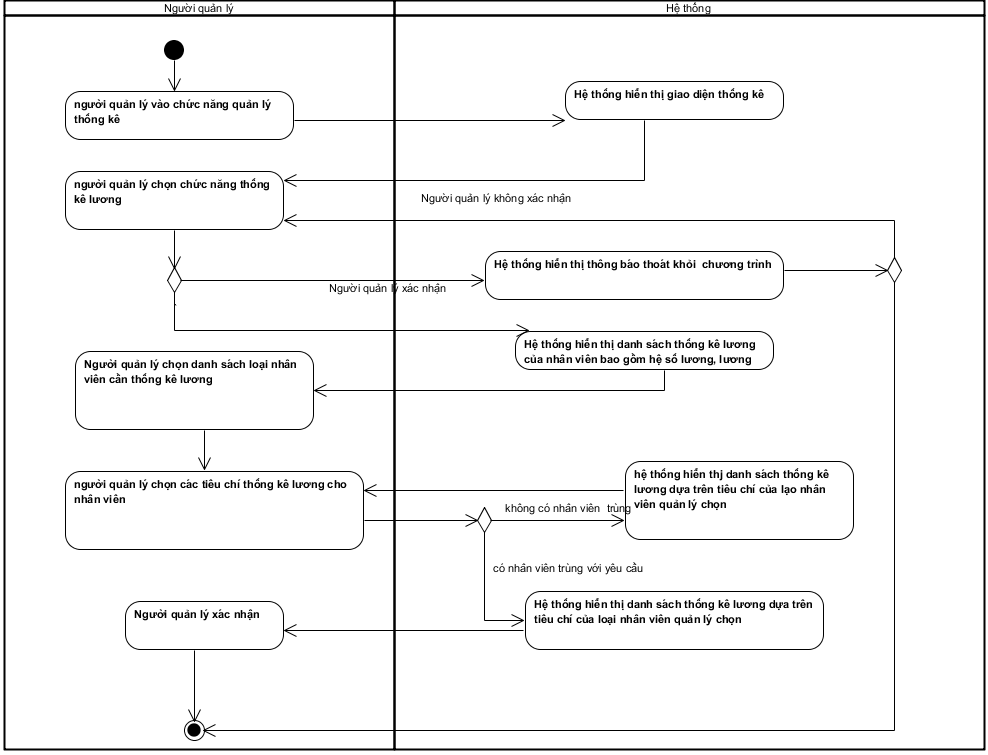 Người quản lý
Hệ thống
người quản lý vào chức năng quản lý
thống kê
Hệ thống hiển thị giao diện thống kê
người quản lý chọn chức năng thống
kê lương
Người quản lý không xác nhận
Hệ thống hiển thị thông báo thoát khỏi chương trình
Người quản lý xác nhận
Hệ thống hiển thị danh sách thống kê lương
của nhân viên bao gồm hệ số lương, lương
Người quản lý chọn danh sách loại nhân
viên cần thống kê lương
người quản lý chọn các tiêu chí thống kê lương cho
nhân viên
hệ thống hiển thị danh sách thống kê
lương dựa trên tiêu chí của lạo nhân
viên quản lý chọn
không có nhân viên trùng
có nhân viên trùng với yêu cầu
Hệ thống hiển thị danh sách thống kê lương dựa trên
tiêu chí của loại nhân viên quản lý chọn
Người quản lý xác nhận